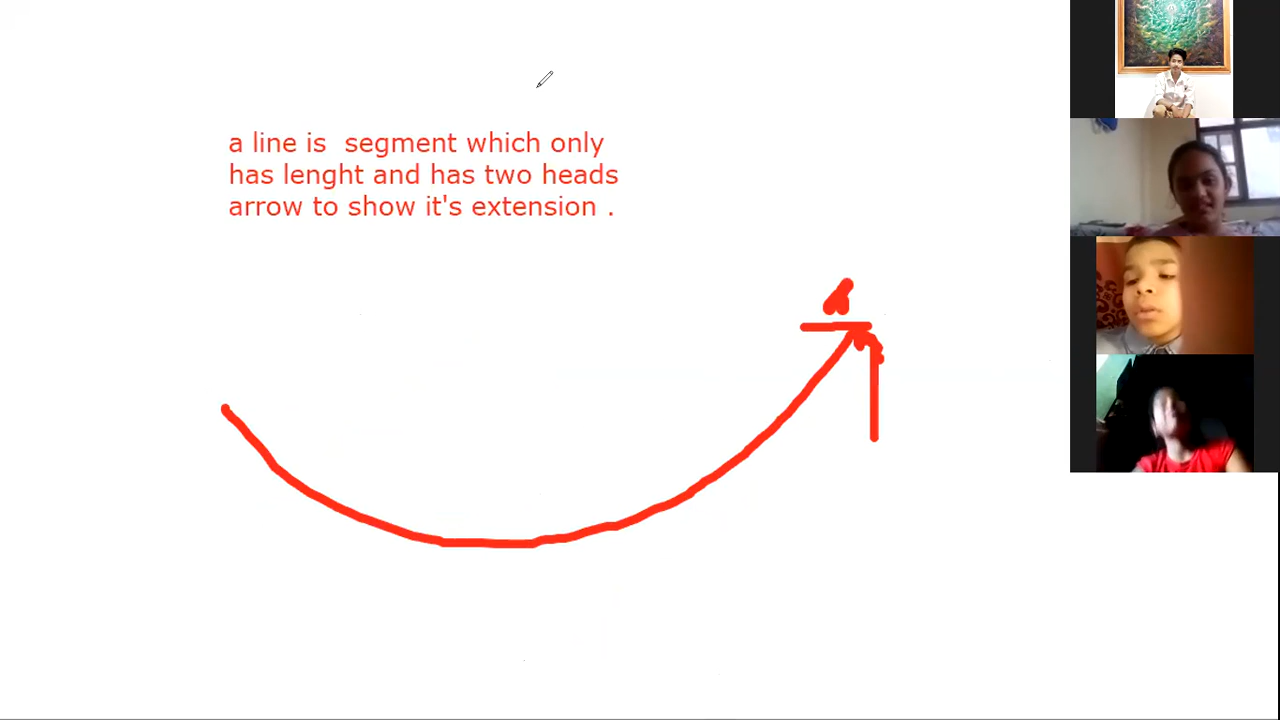 a line is segment which only
has lenght and has two heads
arrow to show it's extension .